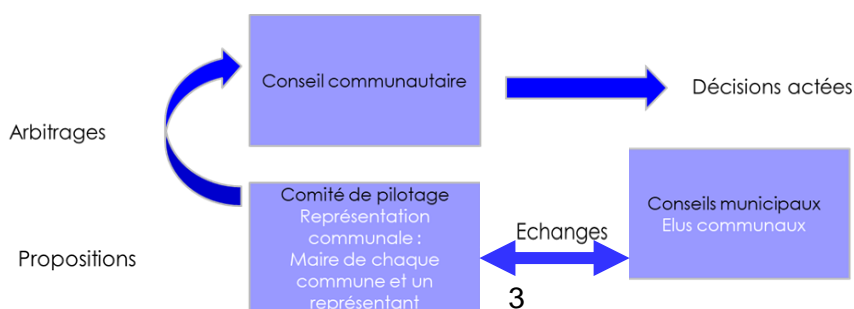 Conseil communautaire
Décisions actées
Arbitrages
Comité de pilotage
Représentation
communale :
Maire de chaque
commune et un
représentant
Propositions
Echanges
Conseils municipaux
Elus communaux
3